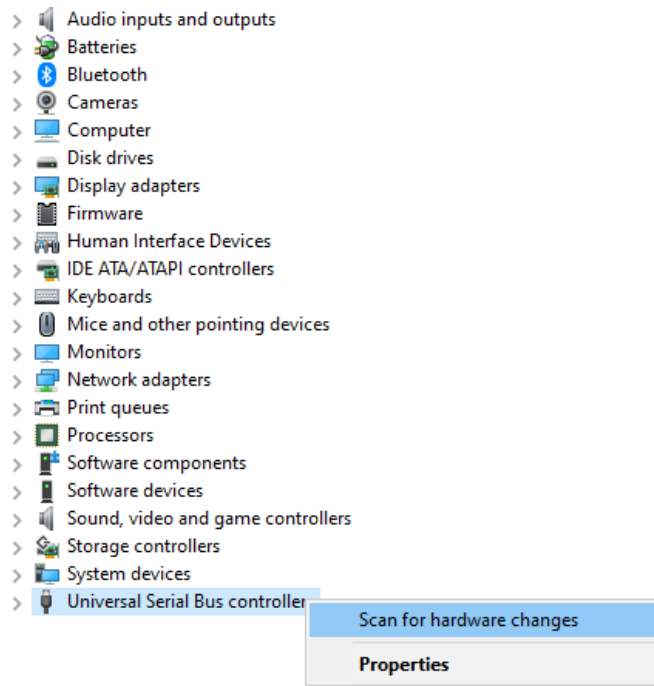 Audio inputs and outputs
Batteries
Bluetooth
Cameras
Computer
Disk drives
Display adapters
Firmware
Human Interface Devices
IDE ATA/ATAPI controllers
Keyboards
Mice and other pointing devices
Monitors
Network adapters
Print queues
Processors
Software components
Software devices
Sound, video and game controllers
Storage controllers
System devices
Universal Serial Bus controller
Scan for hardware changes
Properties